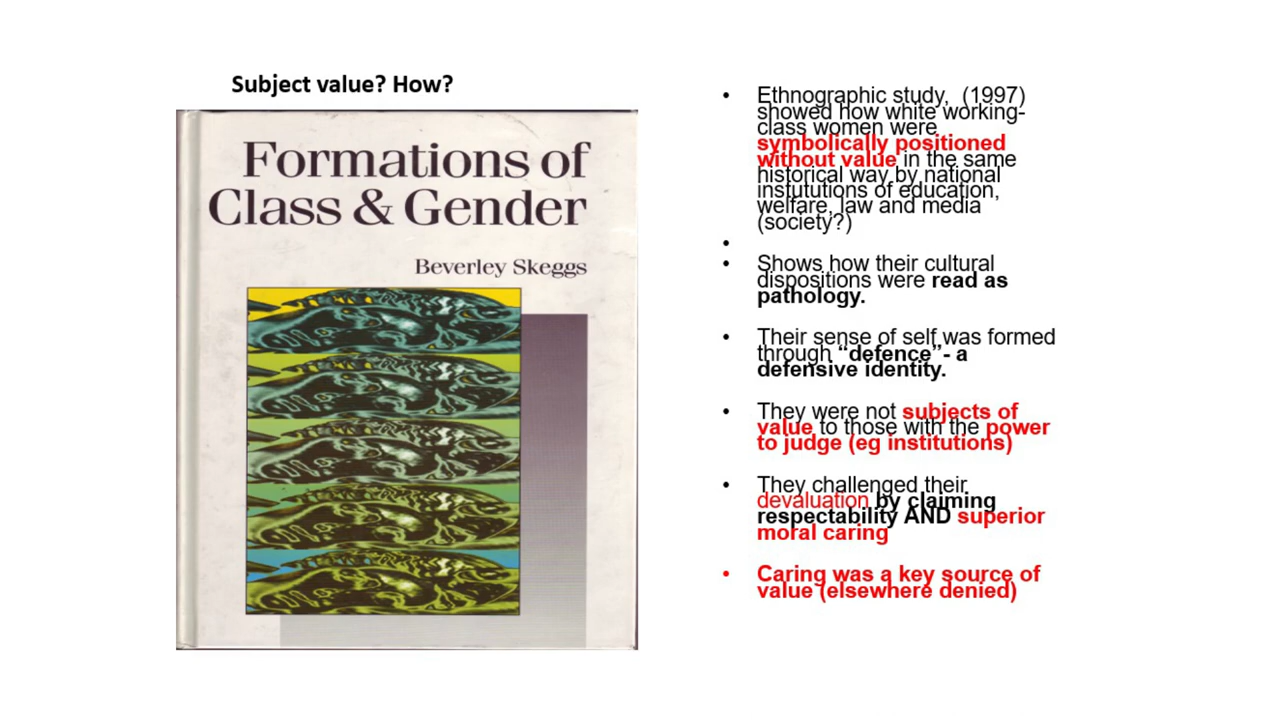 Subject value? How?
Formations of
Class & Gender
Beverley Skeggs
• Ethnographic study, (1997)
showed how white working-
class women were
symbolically positioned
without value in the same
historical way by national
institutions of education,
welfare, law and media
(society?)
•
• Shows how their cultural
dispositions were read as
pathology.
• Their sense of self was formed
through “defence”- a
defensive identity.
• They were not subjects of
value to those with the power
to judge (eg institutions)
• They challenged their
devaluation by claiming
respectability AND superior
moral caring
• Caring was a key source of
value (elsewhere denied)